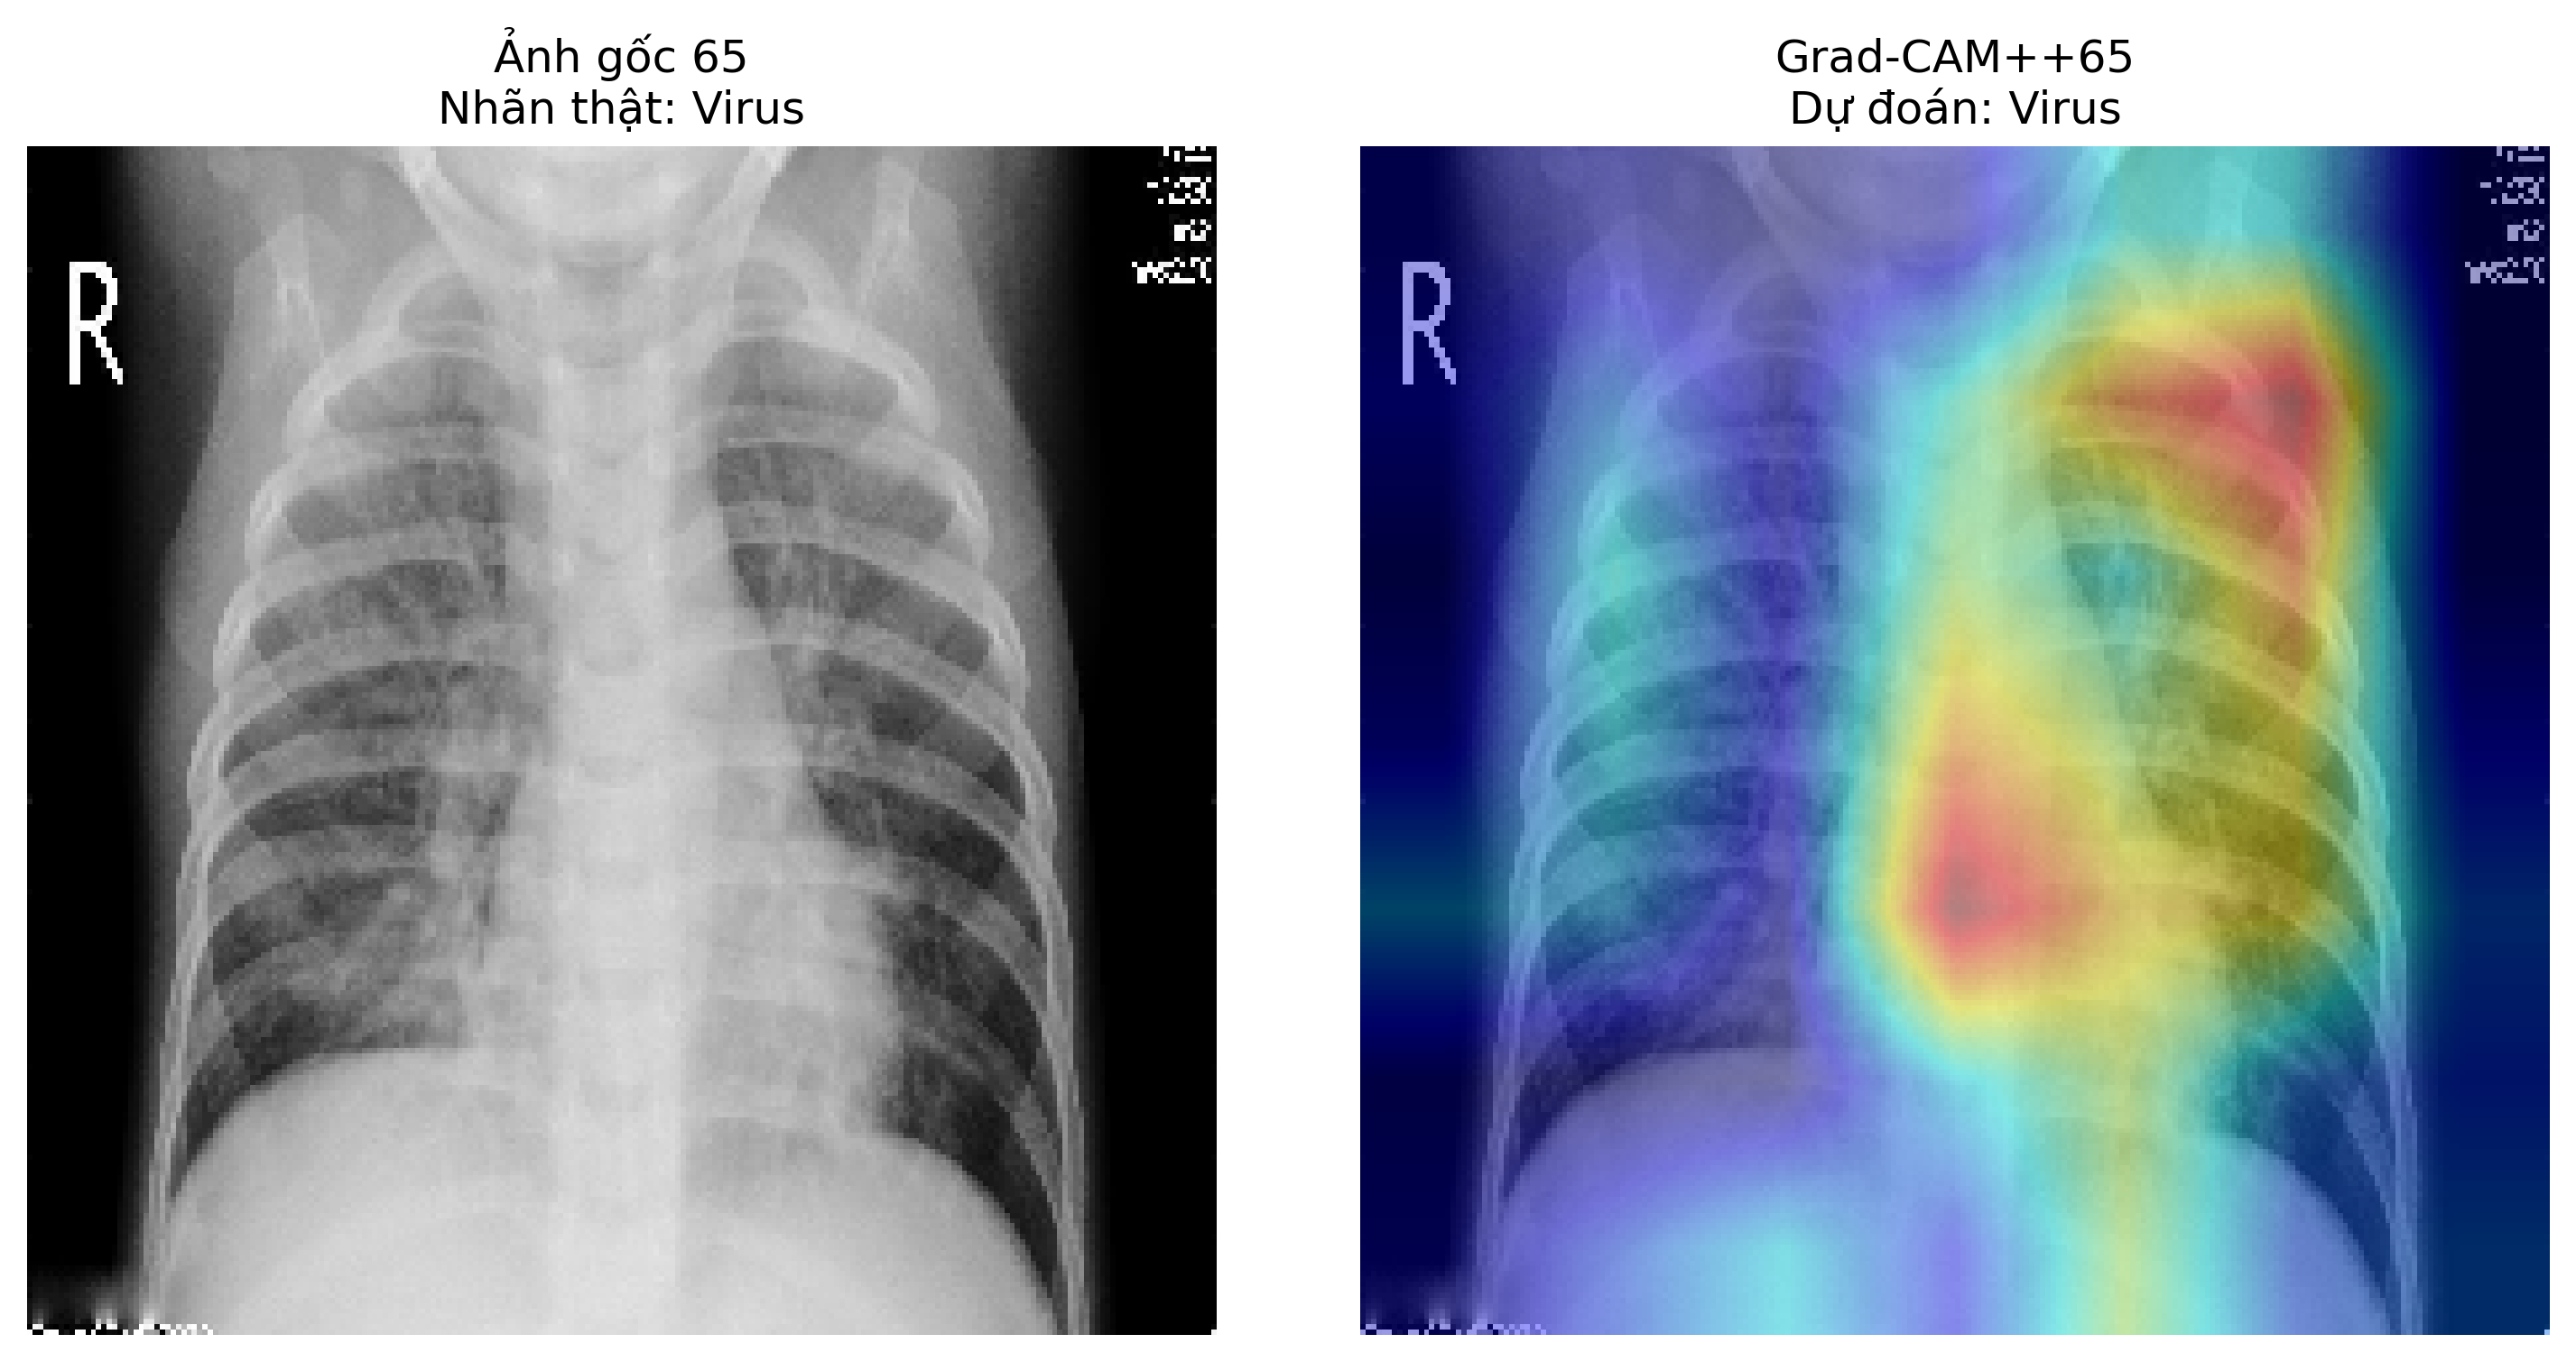 Ảnh gốc 65
Nhãn thật: Virus
Grad-CAM++65
Dự đoán: Virus
R
R